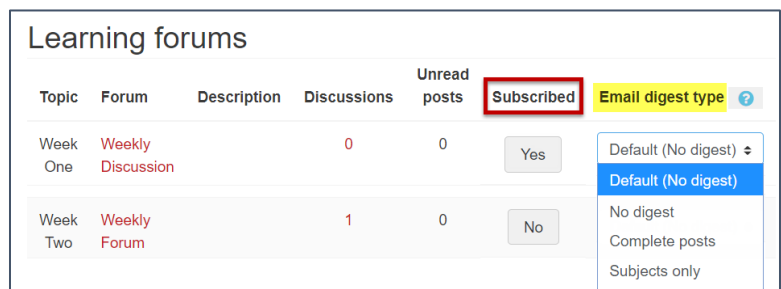 Learning forums
Topic Forum Description Discussions Unread posts Subscribed Email digest type ?
Week One Weekly Discussion 0 0 Yes Default (No digest)
Default (No digest)
No digest
Complete posts
Subjects only
Week Two Weekly Forum 1 0 No